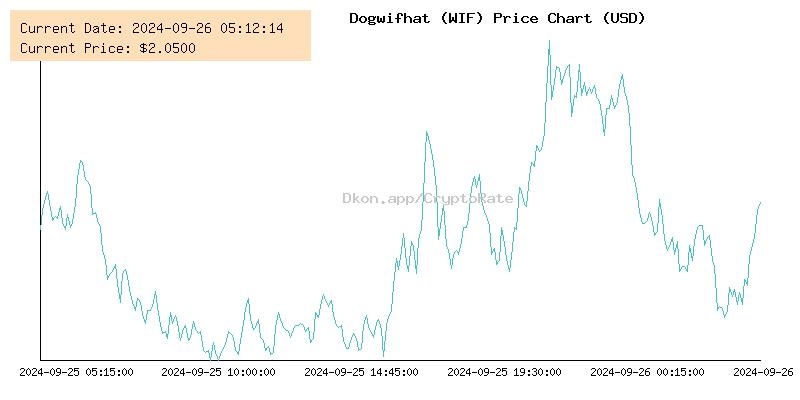 Dogwifhat (WIF) Price Chart (USD)
Current Date: 2024-09-26 05:12:14
Current Price: $2.0500
Dkon.app/CryptoRate
2024-09-25 05:15:00 2024-09-25 10:00:00 2024-09-25 14:45:00 2024-09-25 19:30:00 2024-09-26 00:15:00 2024-09-26